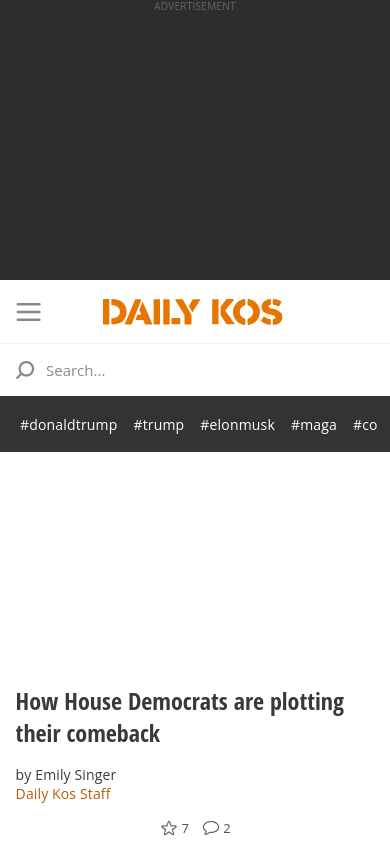 ADVERTISEMENT
DAILY KOS
Search...
#donaldtrump #trump #elonmusk #maga #co
How House Democrats are plotting
their comeback
by Emily Singer
Daily Kos Staff
7 2